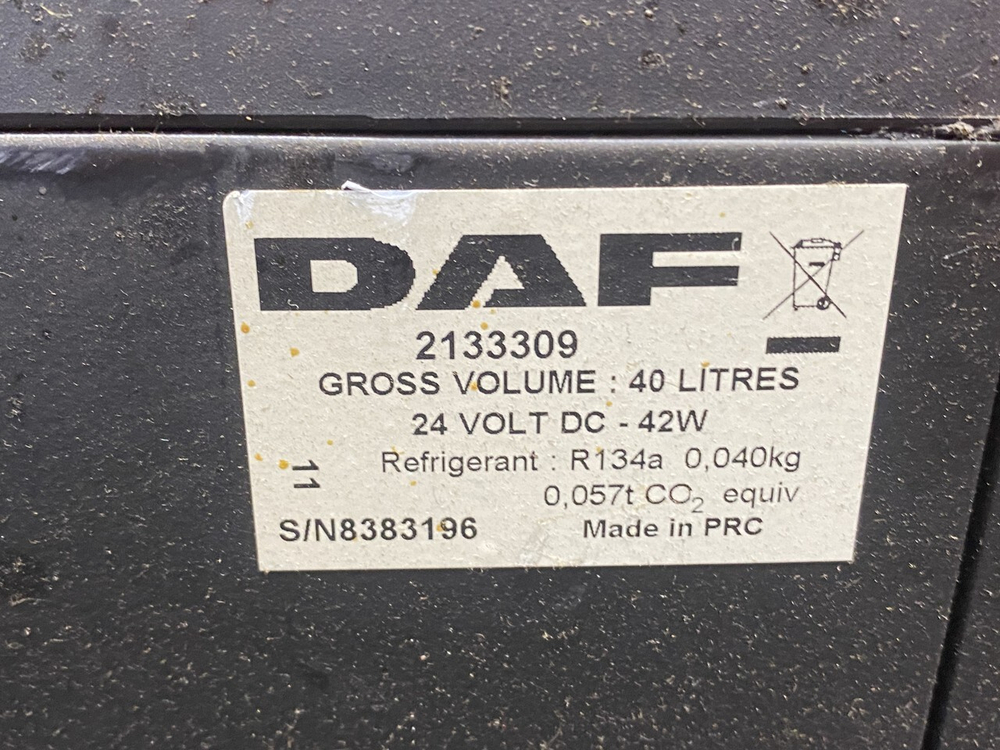 DAF
2133309
GROSS VOLUME : 40 LITRES
24 VOLT DC - 42W
Refrigerant : R134a 0,040kg
0,057t CO₂ equiv
11
S/N8383196 Made in PRC